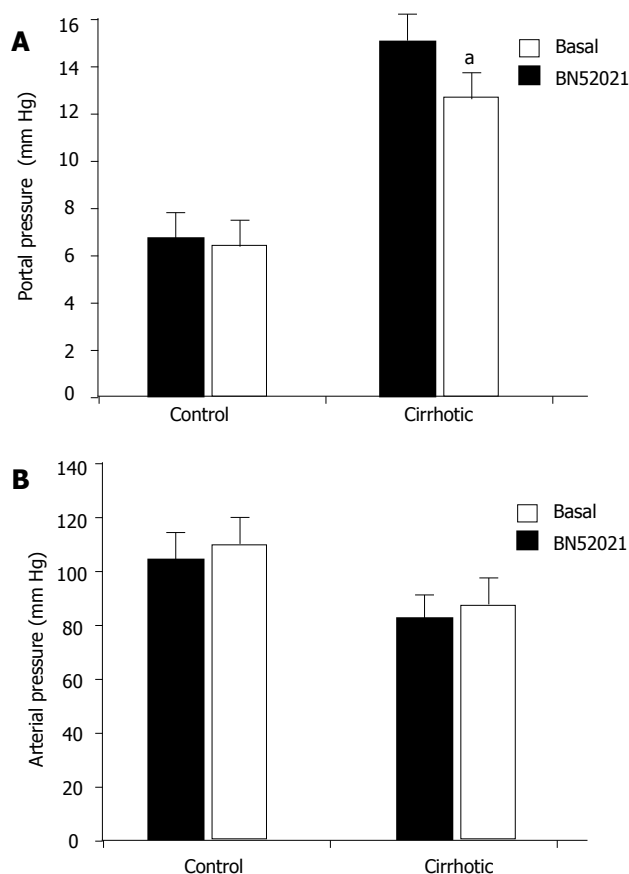 A
Portal pressure (mm Hg)
16
14
12
10
8
6
4
2
0
a
Basal
BN52021
Control
Cirrhotic
B
Arterial pressure (mm Hg)
140
120
100
80
60
40
20
0
Basal
BN52021
Control
Cirrhotic